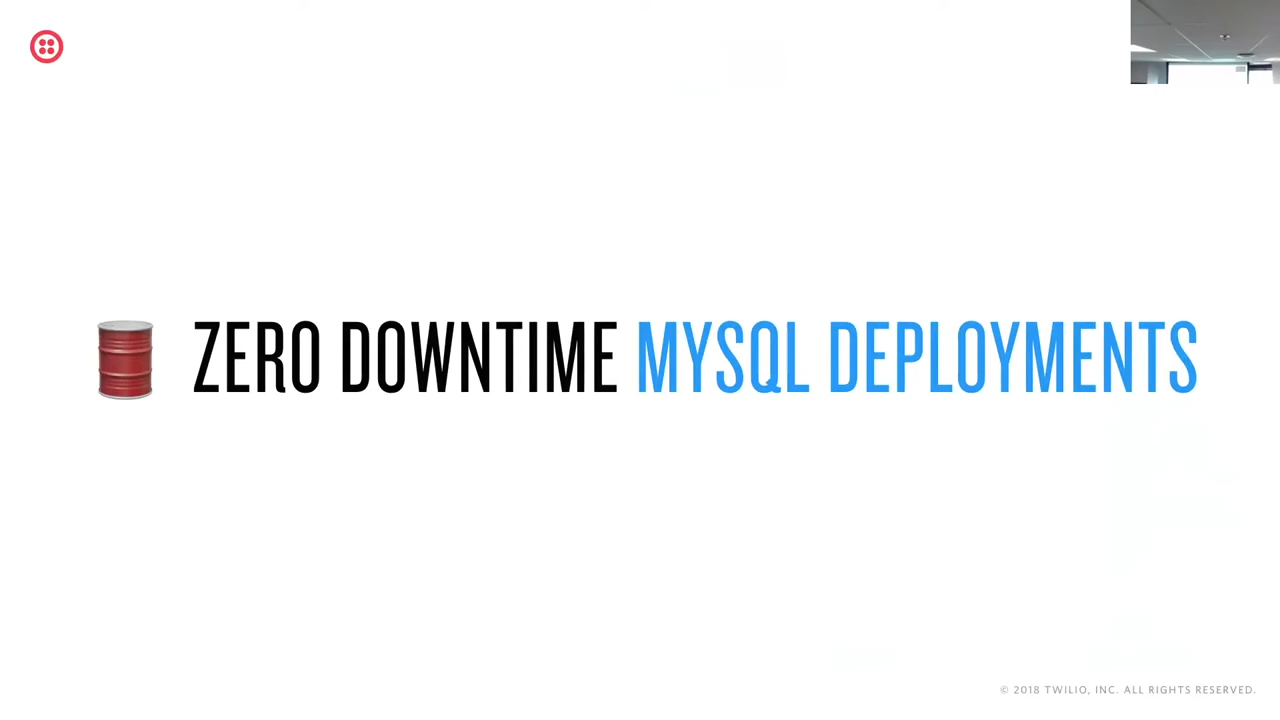 ZERO DOWNTIME MYSQL DEPLOYMENTS
© 2018 TWILIO, INC. ALL RIGHTS RESERVED.